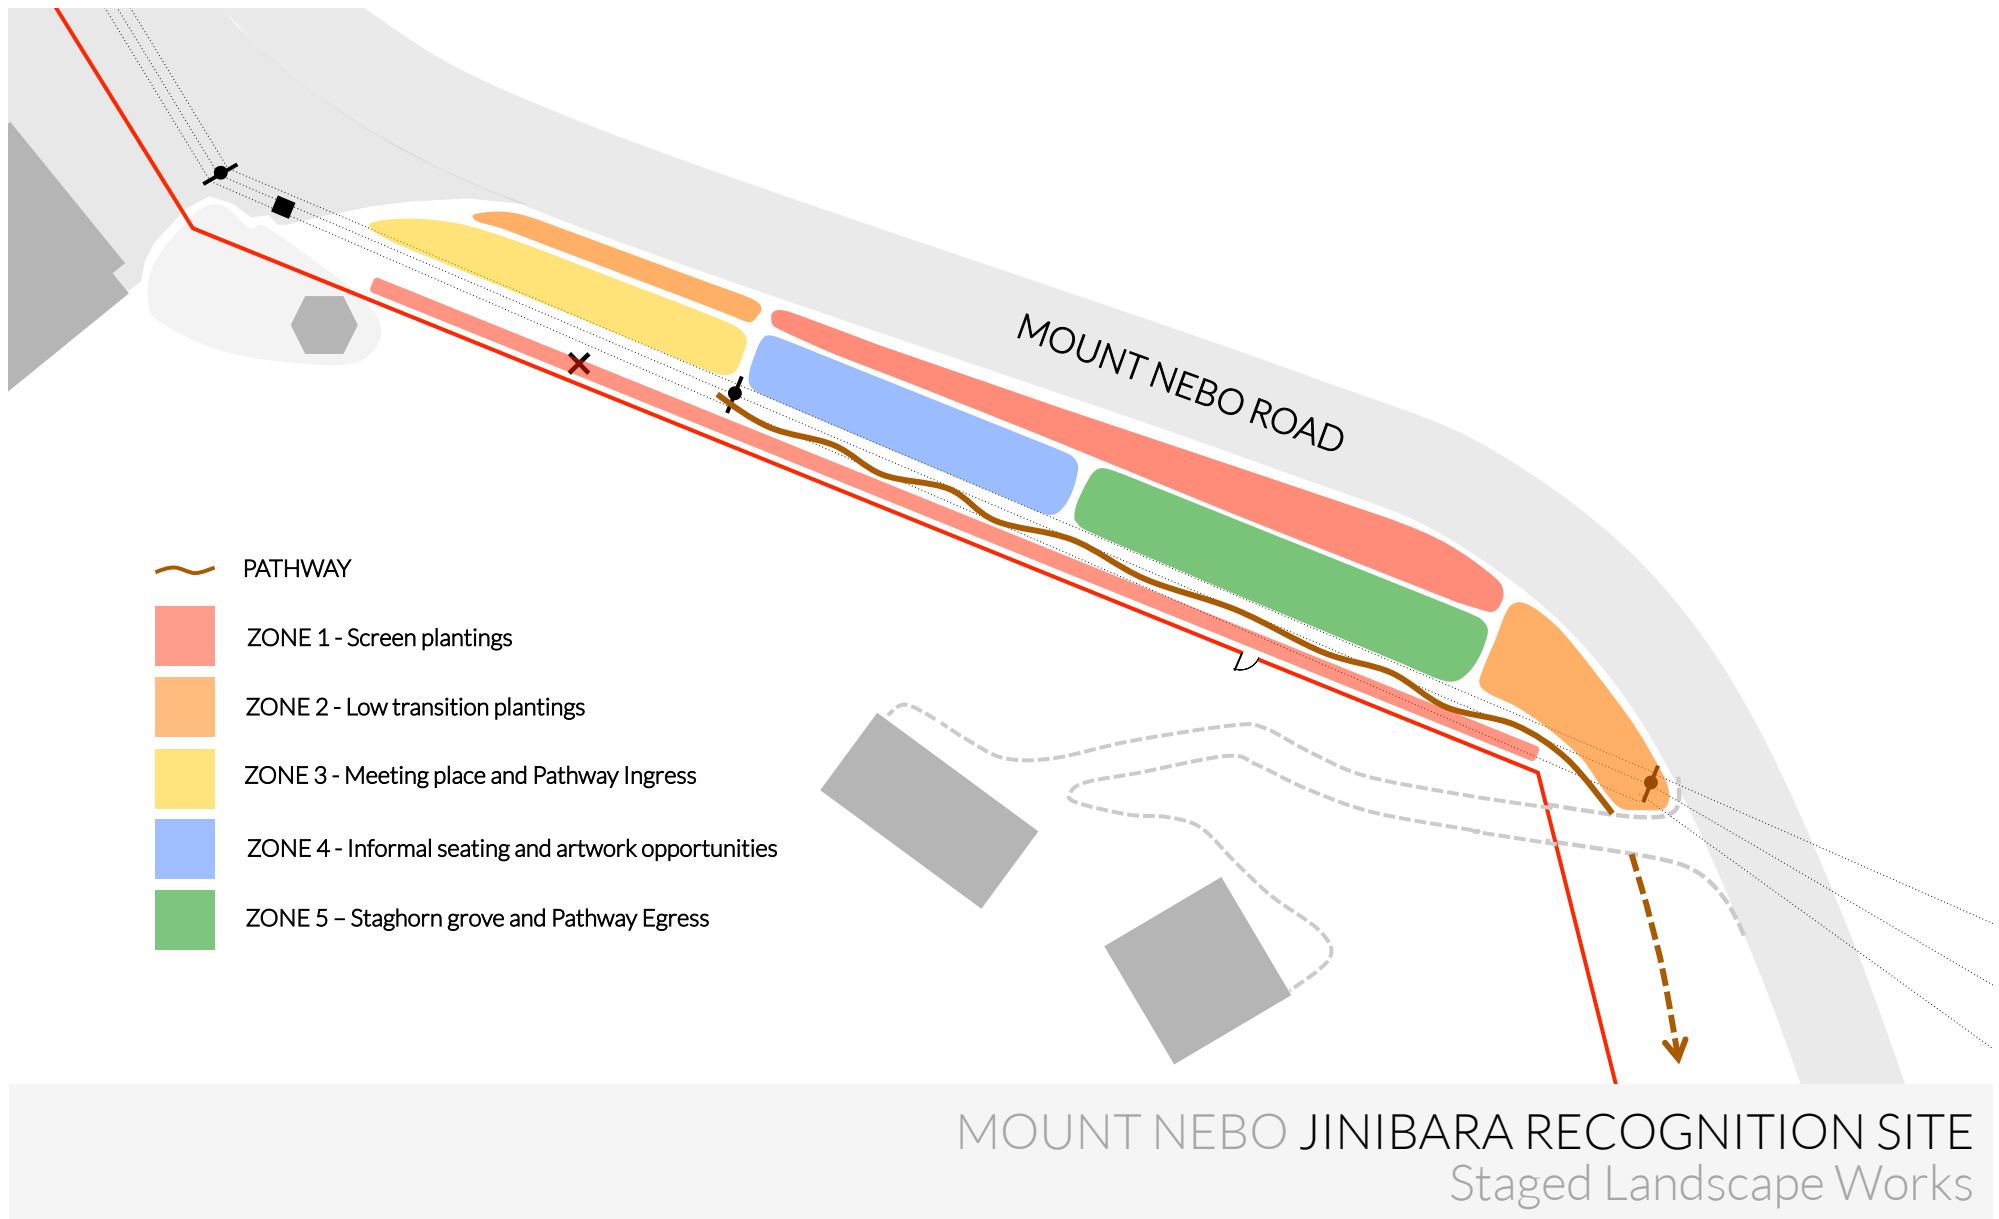 MOUNT NEBO ROAD
PATHWAY
ZONE 1 - Screen plantings
ZONE 2 - Low transition plantings
ZONE 3 - Meeting place and Pathway Ingress
ZONE 4 - Informal seating and artwork opportunities
ZONE 5 – Staghorn grove and Pathway Egress
MOUNT NEBO JINIBARA RECOGNITION SITE
Staged Landscape Works